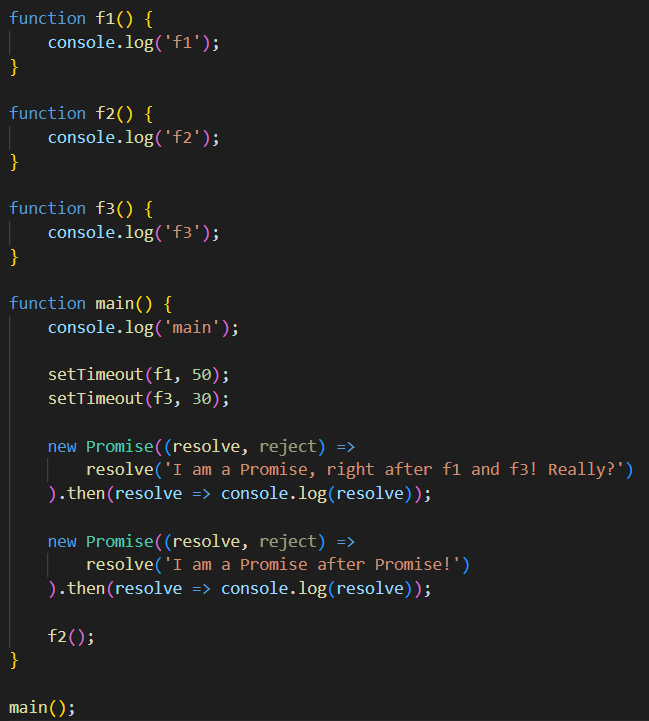 function f1() {
    console.log('f1');
}

function f2() {
    console.log('f2');
}

function f3() {
    console.log('f3');
}

function main() {
    console.log('main');

    setTimeout(f1, 50);
    setTimeout(f3, 30);

    new Promise((resolve, reject) =>
        resolve('I am a Promise, right after f1 and f3! Really?')
    ).then(resolve => console.log(resolve));

    new Promise((resolve, reject) =>
        resolve('I am a Promise after Promise!')
    ).then(resolve => console.log(resolve));

    f2();
}

main();